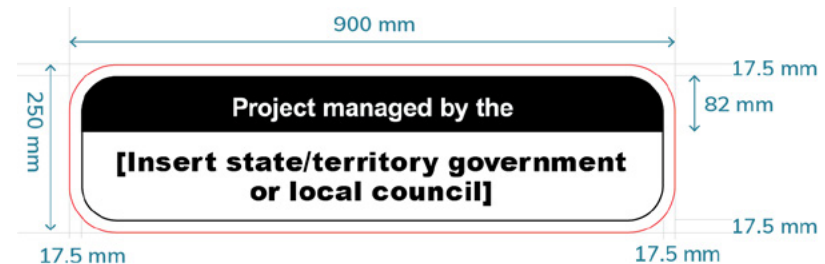 900 mm
17.5 mm
250 mm
82 mm
Project managed by the
[Insert state/territory government
or local council]
17.5 mm
17.5 mm
17.5 mm